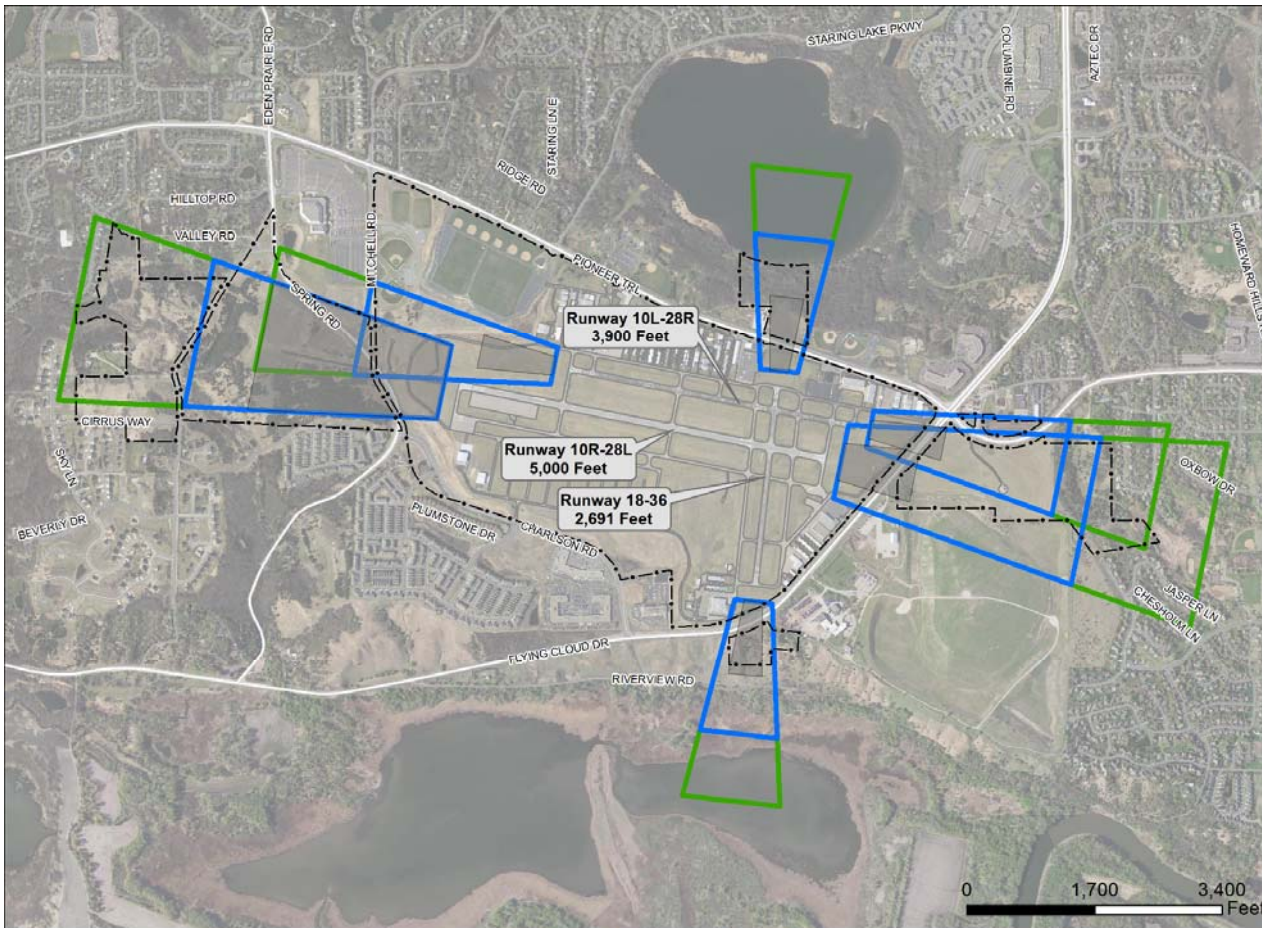 STARING LAKE PKWY
COLUMBINE RD
AZTEC DR
EDEN PRAIRIE RD
STARING LN E
RIDGE RD
HILLTOP RD
VALLEY RD
MITCHELL RD
PIONEER TRL
SPRING RD
Runway 10L-28R
3,900 Feet
CIRRUS WAY
SKY LN
Runway 10R-28L
5,000 Feet
OXBOW DR
Runway 18-36
2,691 Feet
BEVERLY DR
PLUMSTONE DR
CHARLSON RD
JASPER LN
CHESHOLM LN
FLYING CLOUD DR
RIVERVIEW RD
0 1,700 3,400
Feet